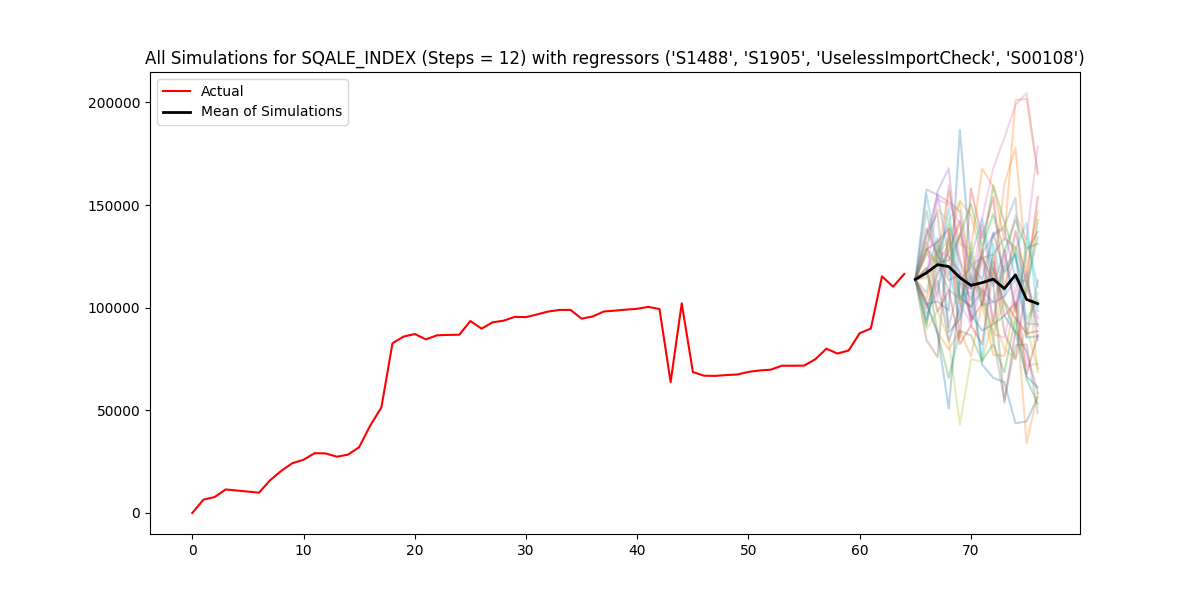 All Simulations for SQALE_INDEX (Steps = 12) with regressors ('S1488', 'S1905', 'UselessImportCheck', 'S00108')
Actual
Mean of Simulations
200000
150000
100000
50000
0
0 10 20 30 40 50 60 70